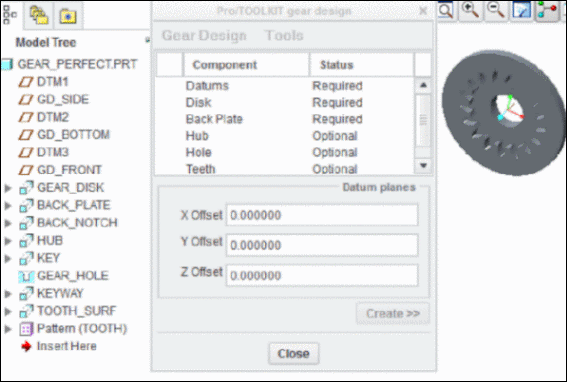 Pro/TOOLKIT gear design
Gear Design Tools
Component Status
Datums Required
Disk Required
Back Plate Required
Hub Optional
Hole Optional
Teeth Optional
Datum planes
X Offset 0.000000
Y Offset 0.000000
Z Offset 0.000000
Create >>
Close
Model Tree
GEAR_PERFECT.PRT
DTM1
GD_SIDE
DTM2
GD_BOTTOM
DTM3
GD_FRONT
GEAR_DISK
BACK_PLATE
BACK_NOTCH
HUB
KEY
GEAR_HOLE
KEYWAY
TOOTH_SURF
Pattern (TOOTH)
Insert Here